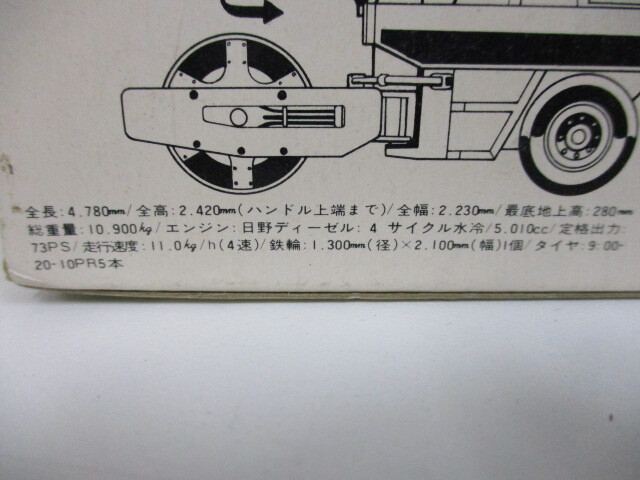 全長:4.780mm/全高:2.420mm(ハンドル上端まで)/全幅:2.230mm/最底地上高:280mm
総重量:10.900kg/エンジン:日野ディーゼル:4 サイクル水冷/5.010cc/定格出力:
73PS/走行速度:11.0kg/h(4速)/鉄輪:1.300mm(径)×2.100mm(幅)1個/タイヤ:9:00-
20-10PR5本